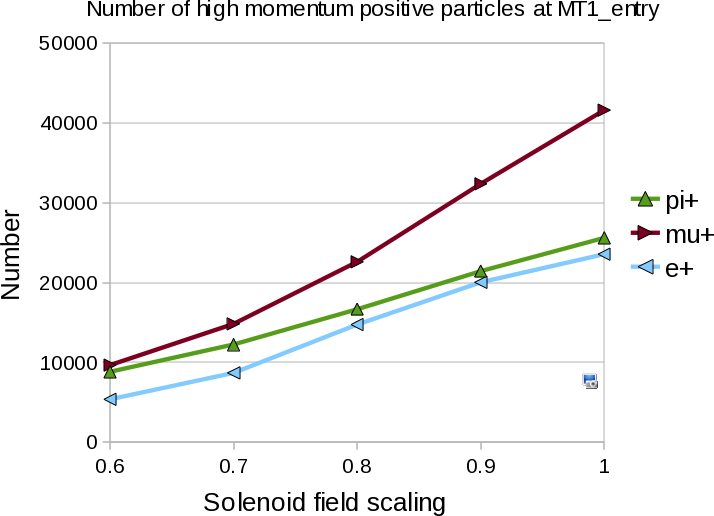 Number of high momentum positive particles at MT1_entry
50000
40000
30000
20000
10000
0
Number
0.6 0.7 0.8 0.9 1
Solenoid field scaling
pi+
mu+
e+